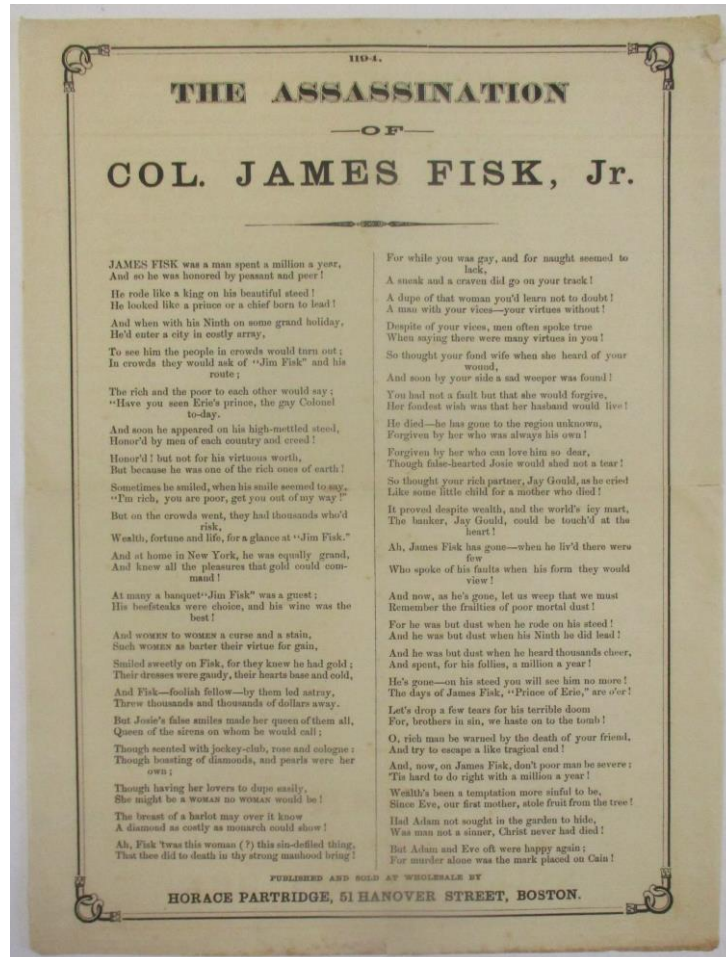 1194.
THE ASSASSINATION
—OF—
COL. JAMES FISK, Jr.
JAMES FISK was a man spent a million a year,
And so he was honored by peasant and peer!
He rode like a king on his beautiful steed!
He looked like a prince or a chief born to lead!
And when with his Ninth on some grand holiday,
He'd enter a city in costly array,
To see him the people in crowds would turn out;
In crowds they would ask of "Jim Fisk" and his
route;
The rich and the poor to each other would say;
"Have you seen Erie's prince, the gay Colonel
to-day.
And soon he appeared on his high-mettled steed,
Honor'd by men of each country and creed!
Honor'd! but not for his virtuous worth,
But because he was one of the rich ones of earth!
Sometimes he smiled, when his smile seemed to say,
"I'm rich, you are poor, get you out of my way!"
But on the crowds went, they had thousands who'd
risk,
Wealth, fortune and life, for a glance at "Jim Fisk."
And at home in New York, he was equally grand,
And knew all the pleasures that gold could com-
mand!
At many a banquet "Jim Fisk" was a guest;
His beefsteaks were choice, and his wine was the
best!
And WOMEN to WOMEN a curse and a stain,
Such WOMEN as barter their virtue for gain,
Smiled sweetly on Fisk, for they knew he had gold;
Their dresses were gaudy, their hearts base and cold,
And Fisk—foolish fellow—by them led astray,
Threw thousands and thousands of dollars away.
But Josie's false smiles made her queen of them all,
Queen of the sirens on whom he would call;
Though scented with jockey-club, rose and cologne;
Though boasting of diamonds, and pearls were her
own;
Though having her lovers to dupe easily,
She might be a WOMAN no WOMAN would be!
The breast of a harlot may over it know
A diamond as costly as monarch could show!
Ah, Fisk 'twas this woman (?) this sin-defiled thing,
That thee did to death in thy strong manhood bring!
For while you was gay, and for naught seemed to
lack,
A sneak and a craven did go on your track!
A dupe of that woman you'd learn not to doubt!
A man with your vices—your virtues without!
Despite of your vices, men often spoke true
When saying there were many virtues in you!
So thought your fond wife when she heard of your
wound,
And soon by your side a sad weeper was found!
You had not a fault but that she would forgive,
Her fondest wish was that her husband would live!
He died—he has gone to the region unknown,
Forgiven by her who was always his own!
Forgiven by her who can love him so dear,
Though false-hearted Josie would shed not a tear!
So thought your rich partner, Jay Gould, as he cried
Like some little child for a mother who died!
It proved despite wealth, and the world's icy mart,
The banker, Jay Gould, could be touch'd at the
heart!
Ah, James Fisk has gone—when he liv'd there were
few
Who spoke of his faults when his form they would
view!
And now, as he's gone, let us weep that we must
Remember the frailties of poor mortal dust!
For he was but dust when he rode on his steed!
And he was but dust when his Ninth he did lead!
And he was but dust when he heard thousands cheer,
And spent, for his follies, a million a year!
He's gone—on his steed you will see him no more!
The days of James Fisk, "Prince of Erie," are o'er!
Let's drop a few tears for his terrible doom
For, brothers in sin, we haste on to the tomb!
O, rich man be warned by the death of your friend,
And try to escape a like tragical end!
And, now, on James Fisk, don't poor man be severe;
'Tis hard to do right with a million a year!
Wealth's been a temptation more sinful to be,
Since Eve, our first mother, stole fruit from the tree!
Had Adam not sought in the garden to hide,
Was man not a sinner, Christ never had died!
But Adam and Eve oft were happy again;
For murder alone was the mark placed on Cain!
PUBLISHED AND SOLD AT WHOLESALE BY
HORACE PARTRIDGE, 51 HANOVER STREET, BOSTON.